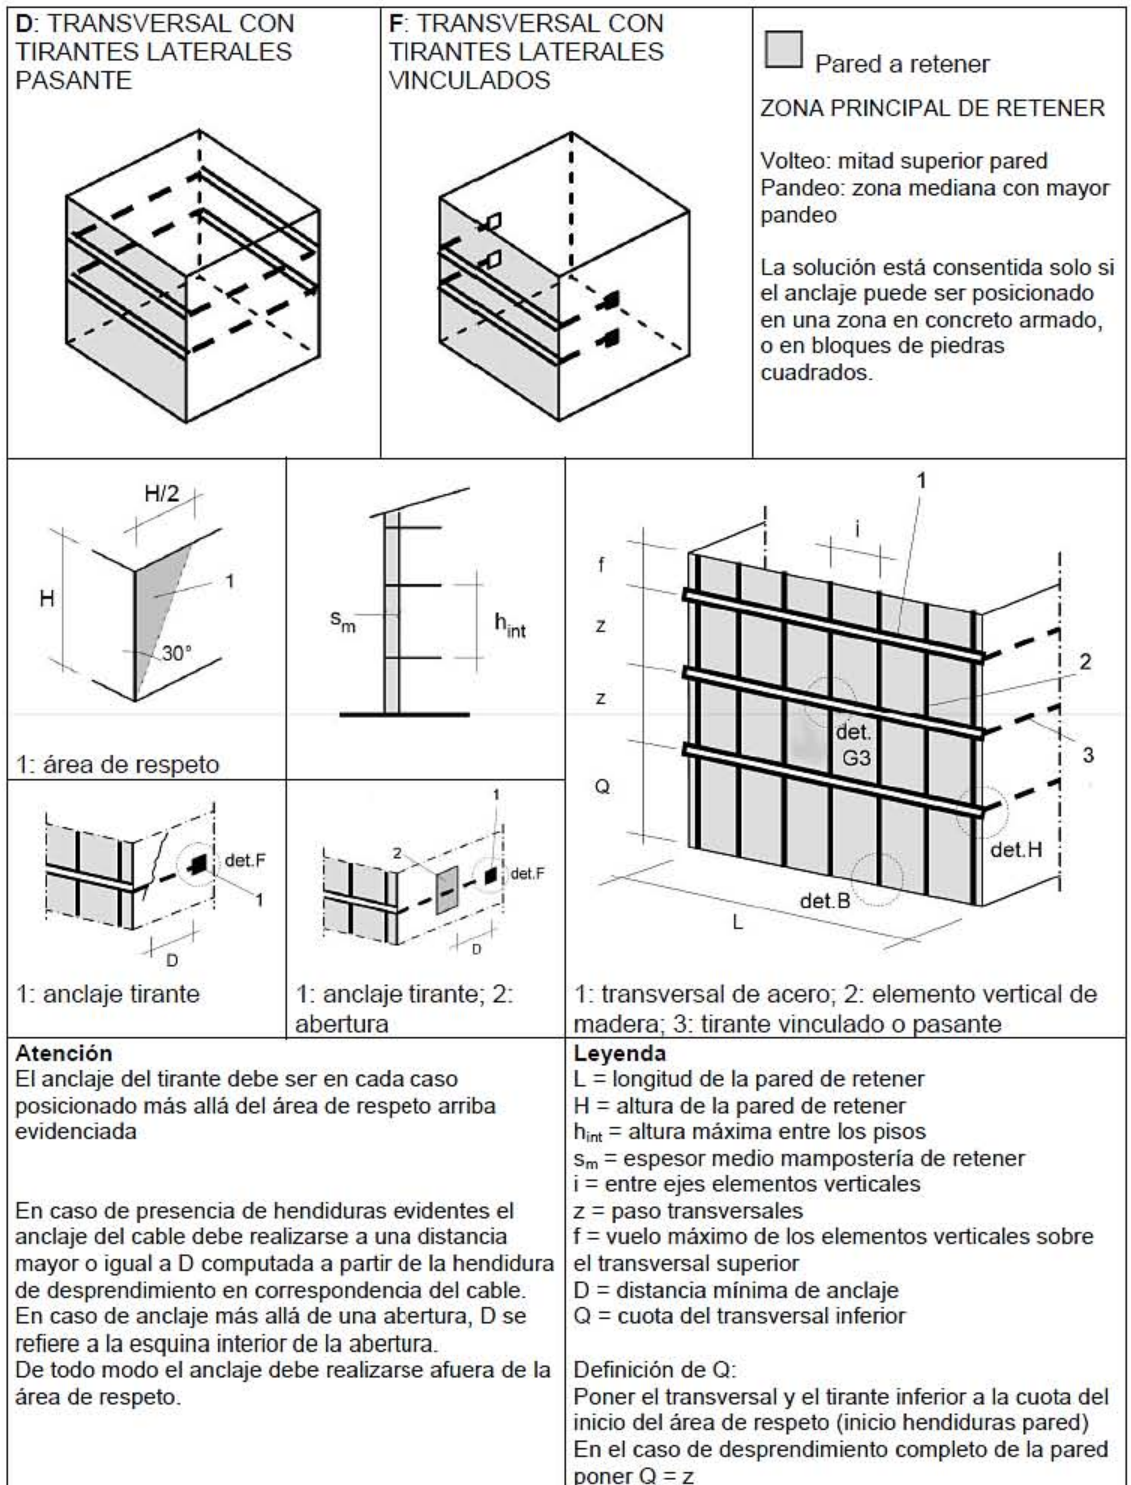 D: TRANSVERSAL CON
TIRANTES LATERALES
PASANTE
F: TRANSVERSAL CON
TIRANTES LATERALES
VINCULADOS
Pared a retener
ZONA PRINCIPAL DE RETENER
Volteo: mitad superior pared
Pandeo: zona mediana con mayor
pandeo
La solución está consentida solo si
el anclaje puede ser posicionado
en una zona en concreto armado,
o en bloques de piedras
cuadrados.
H/2
H
1
30°
1: área de respeto
sm
hint
1
i
f
z
z
Q
2
3
det.
G3
det.H
det.B
L
det.F
1
D
1: anclaje tirante
1
2
det.F
D
1: anclaje tirante; 2:
abertura
1: transversal de acero; 2: elemento vertical de
madera; 3: tirante vinculado o pasante
Atención
El anclaje del tirante debe ser en cada caso
posicionado más allá del área de respeto arriba
evidenciada
En caso de presencia de hendiduras evidentes el
anclaje del cable debe realizarse a una distancia
mayor o igual a D computada a partir de la hendidura
de desprendimiento en correspondencia del cable.
En caso de anclaje más allá de una abertura, D se
refiere a la esquina interior de la abertura.
De todo modo el anclaje debe realizarse afuera de la
área de respeto.
Leyenda
L = longitud de la pared de retener
H = altura de la pared de retener
hint = altura máxima entre los pisos
sm = espesor medio mampostería de retener
i = entre ejes elementos verticales
z = paso transversales
f = vuelo máximo de los elementos verticales sobre
el transversal superior
D = distancia mínima de anclaje
Q = cuota del transversal inferior
Definición de Q:
Poner el transversal y el tirante inferior a la cuota del
inicio del área de respeto (inicio hendiduras pared)
En el caso de desprendimiento completo de la pared
poner Q = z